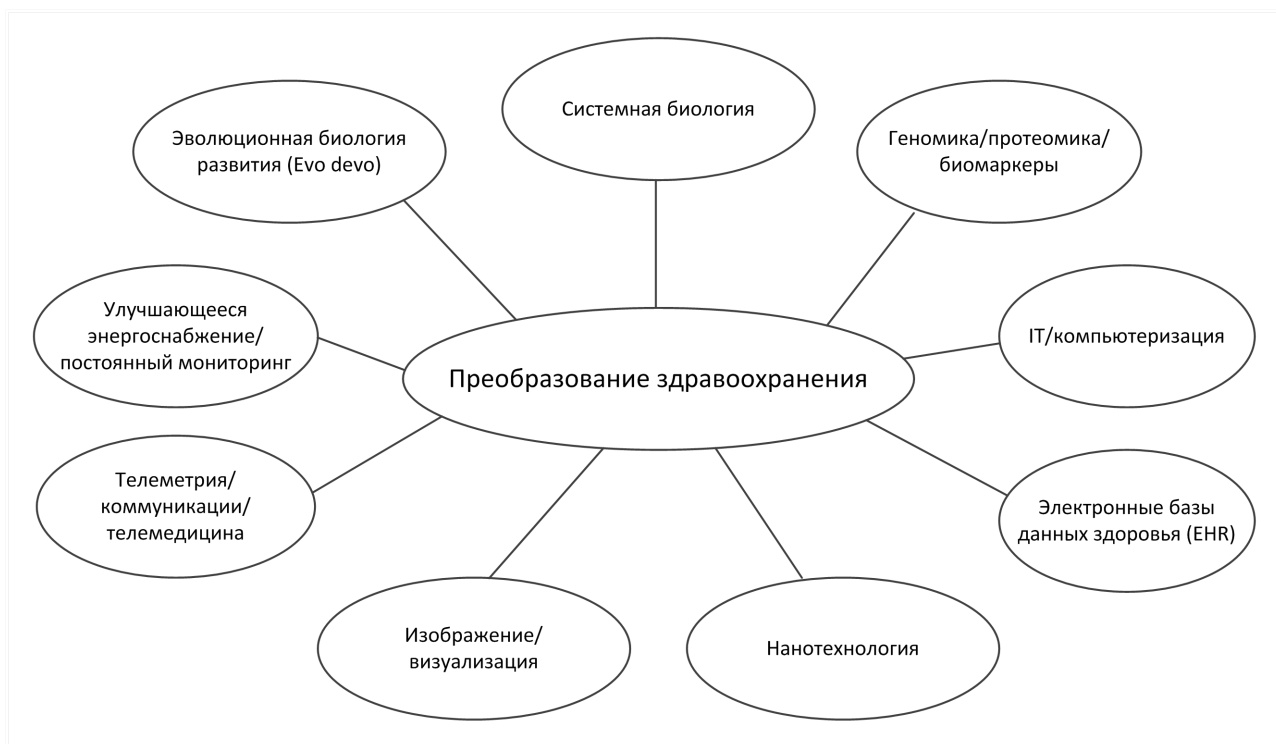 Системная биология
Эволюционная биология
развития (Evo devo)
Геномика/протеомика/
биомаркеры
Улучшающееся
энергоснабжение/
постоянный мониторинг
IT/компьютеризация
Преобразование здравоохранения
Телеметрия/
коммуникации/
телемедицина
Электронные базы
данных здоровья (EHR)
Изображение/
визуализация
Нанотехнология